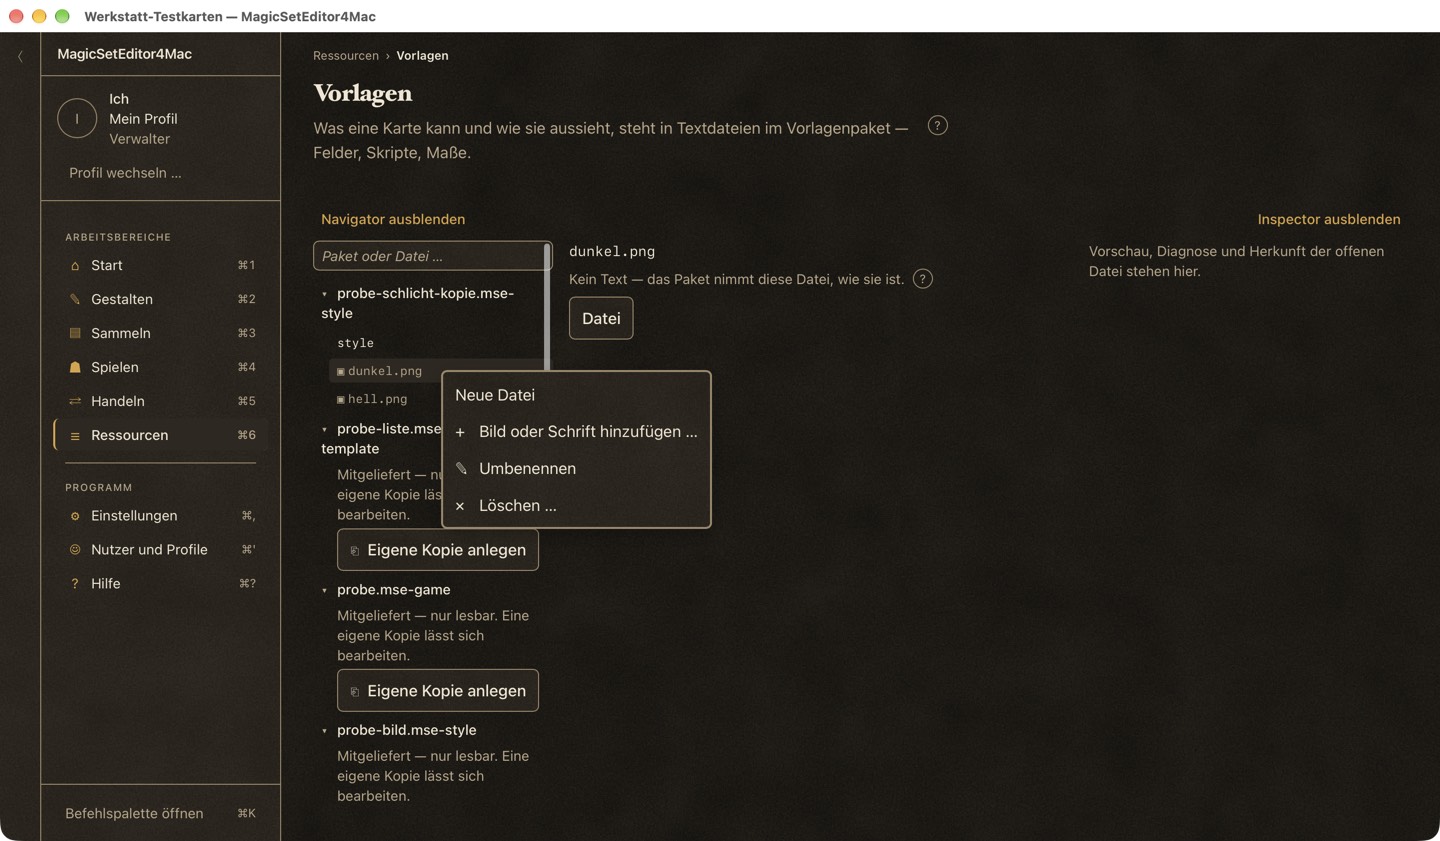 Werkstatt-Testkarten — MagicSetEditor4Mac
MagicSetEditor4Mac
I
Ich
Mein Profil
Verwalter
Profil wechseln ...
ARBEITSBEREICHE
Start ⌘1
Gestalten ⌘2
Sammeln ⌘3
Spielen ⌘4
Handeln ⌘5
Ressourcen ⌘6
PROGRAMM
Einstellungen ⌘,
Nutzer und Profile ⌘'
? Hilfe ⌘?
Befehlspalette öffnen ⌘K
Ressourcen › Vorlagen
Vorlagen
Was eine Karte kann und wie sie aussieht, steht in Textdateien im Vorlagenpaket — ?
Felder, Skripte, Maße.
Navigator ausblenden
Paket oder Datei ...
probe-schlicht-kopie.mse-
style
style
dunkel.png
hell.png
probe-liste.mse
template
Mitgeliefert — nu
eigene Kopie läs
bearbeiten.
Eigene Kopie anlegen
probe.mse-game
Mitgeliefert — nur lesbar. Eine
eigene Kopie lässt sich
bearbeiten.
Eigene Kopie anlegen
probe-bild.mse-style
Mitgeliefert — nur lesbar. Eine
eigene Kopie lässt sich
bearbeiten.
dunkel.png
Kein Text — das Paket nimmt diese Datei, wie sie ist. ?
Datei
Neue Datei
+ Bild oder Schrift hinzufügen ...
Umbenennen
× Löschen ...
Inspector ausblenden
Vorschau, Diagnose und Herkunft der offenen
Datei stehen hier.